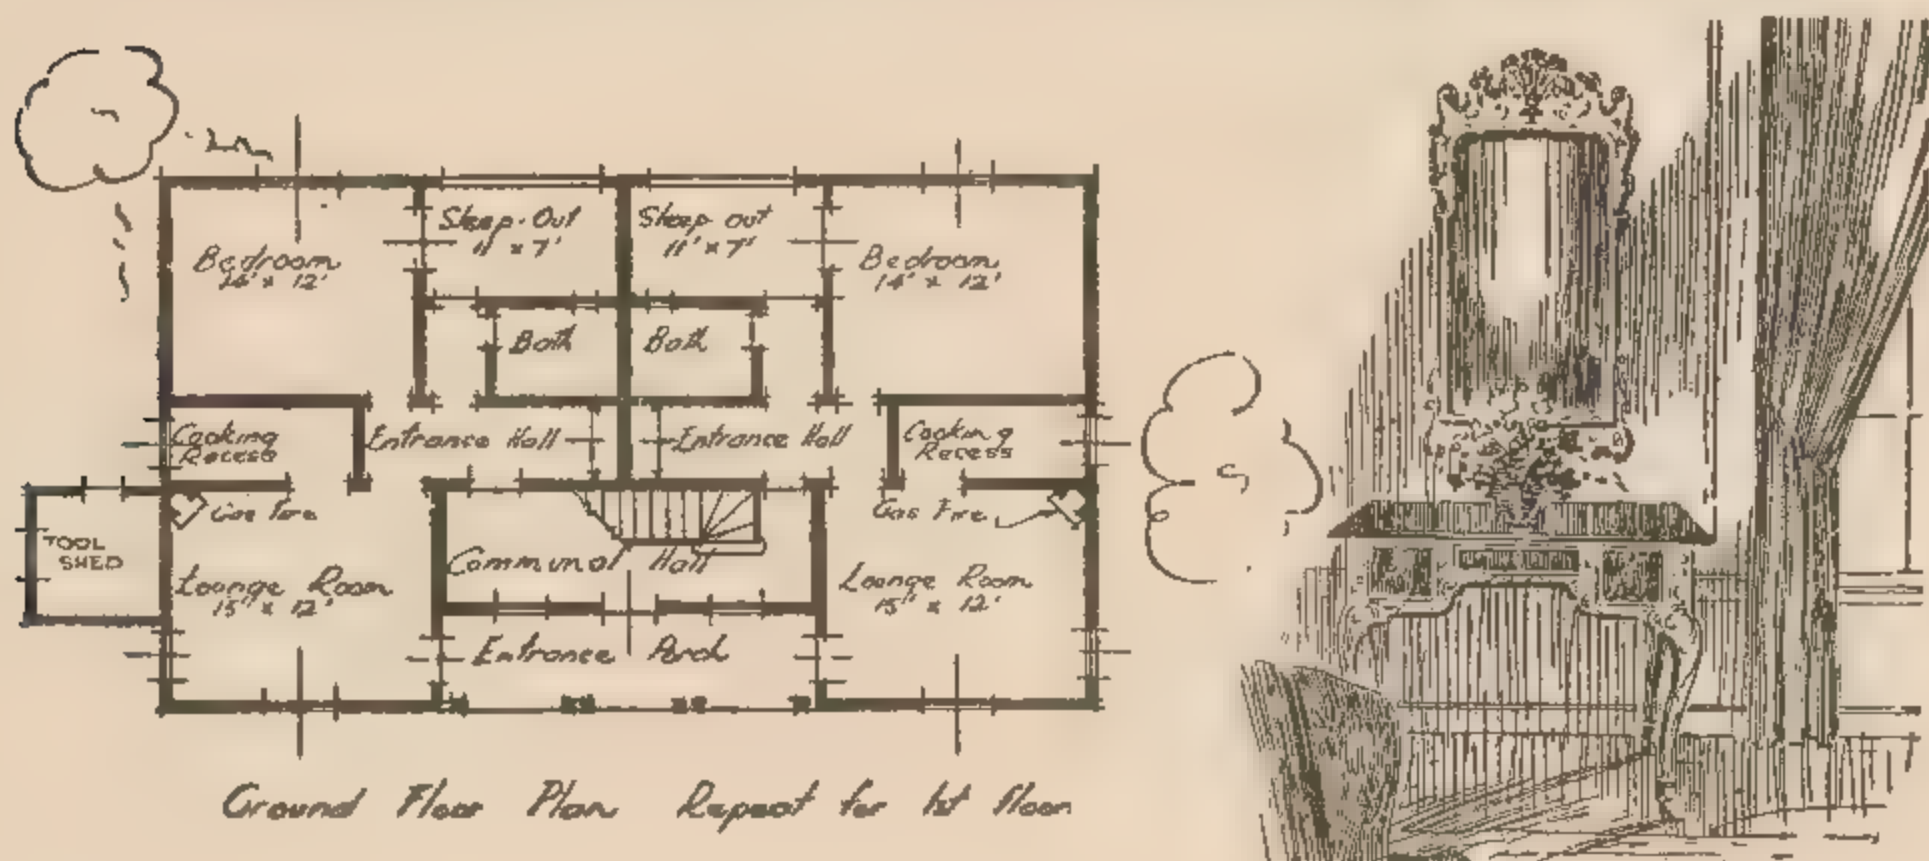 Sleep-Out
11' x 7'
Sleep out
11' x 7'
Bedroom
14' x 12'
Bedroom
14' x 12'
Bath
Bath
Cooking
Recess
Entrance Hall
Entrance Hall
Cooking
Recess
Gas Fire
Gas Fire
TOOL
SHED
Communal Hall
Lounge Room
15' x 12'
Lounge Room
15' x 12'
Entrance Porch
Ground Floor Plan Repeat for 1st floor